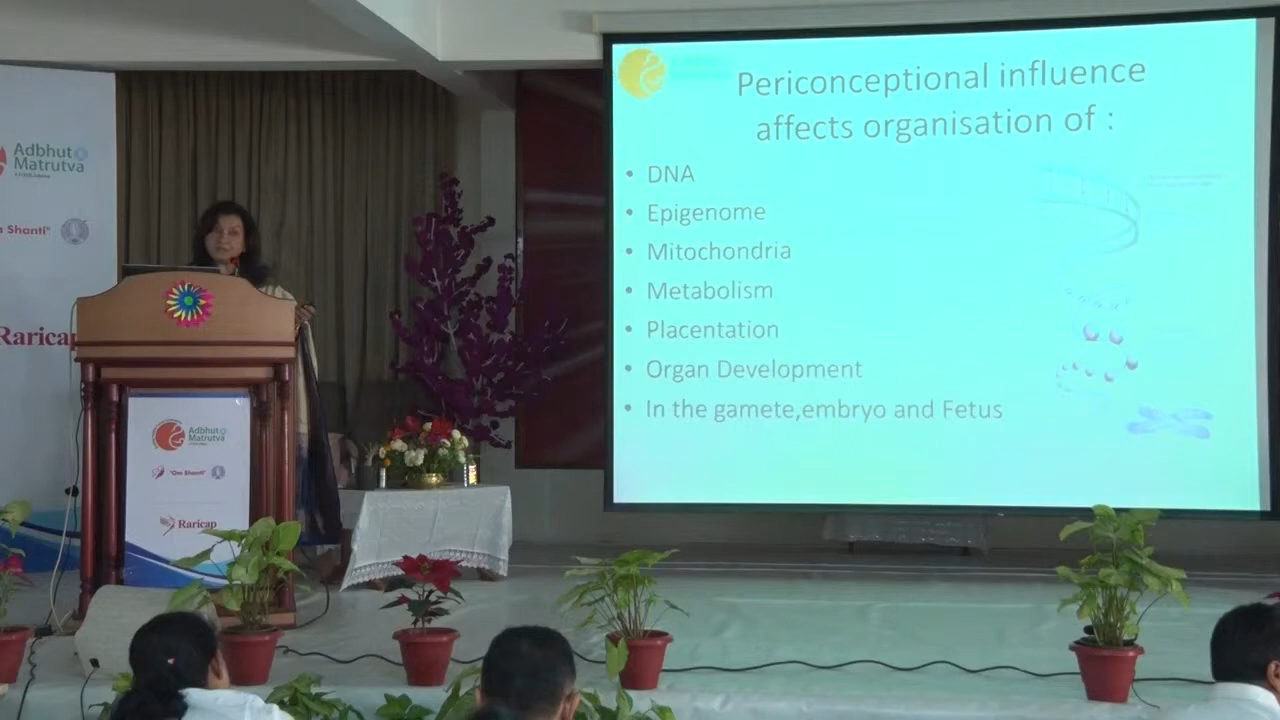 Adbhut
Matrutva
Shanti"
Raricap
Adbhut
Matrutva
"Om Shanti"
Raricap
Periconceptional influence
affects organisation of :
• DNA
• Epigenome
• Mitochondria
• Metabolism
• Placentation
• Organ Development
• In the gamete,embryo and Fetus